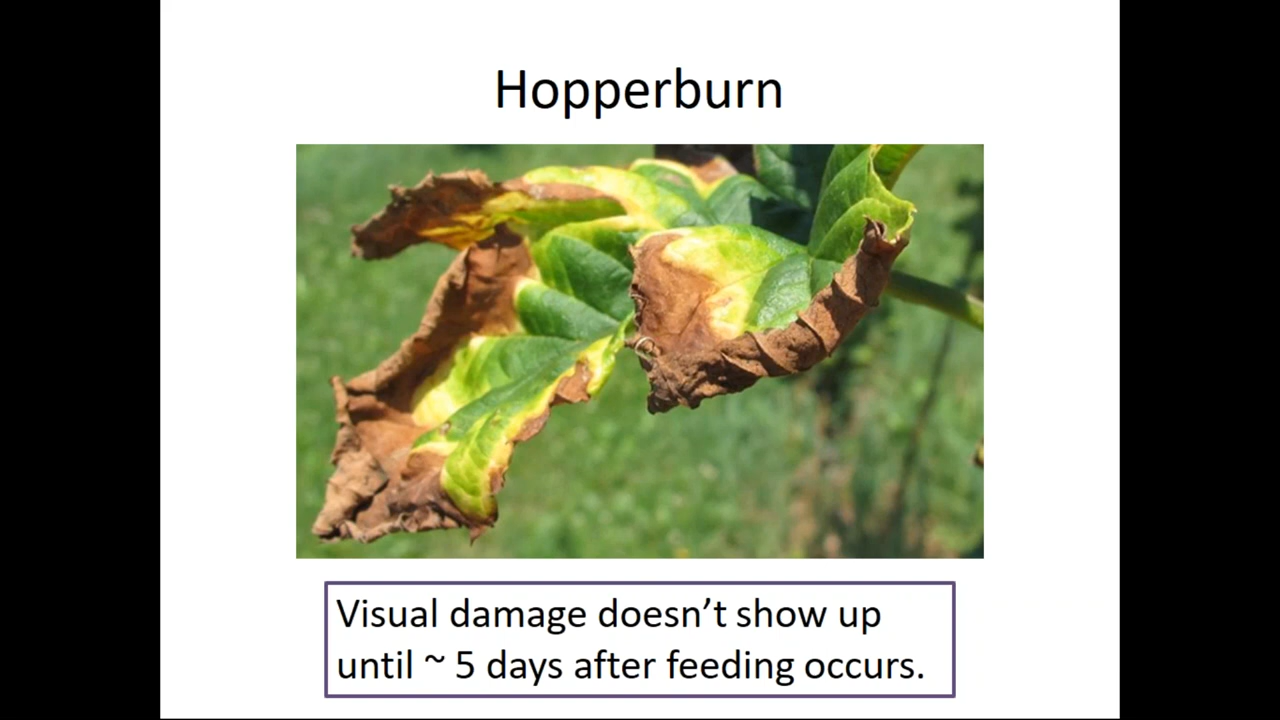 Hopperburn
Visual damage doesn’t show up
until ~ 5 days after feeding occurs.